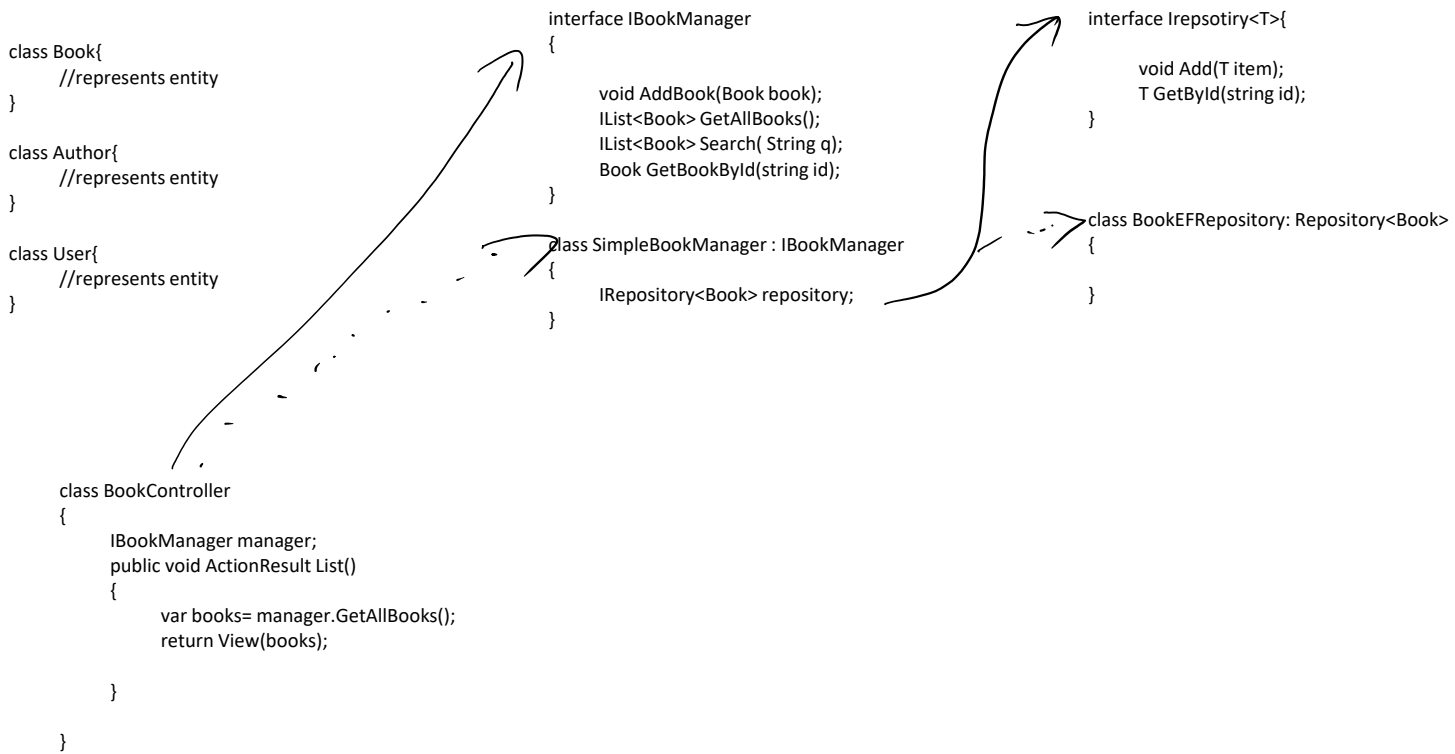 class Book{
//represents entity
}
class Author{
//represents entity
}
class User{
//represents entity
}
interface IBookManager
{
void AddBook(Book book);
IList<Book> GetAllBooks();
IList<Book> Search( String q);
Book GetBookById(string id);
}
class SimpleBookManager : IBookManager
{
IRepository<Book> repository;
}
interface Irepsotiry<T>{
void Add(T item);
T GetById(string id);
}
class BookEFRepository: Repository<Book>
{
}
class BookController
{
IBookManager manager;
public void ActionResult List()
{
var books= manager.GetAllBooks();
return View(books);
}
}